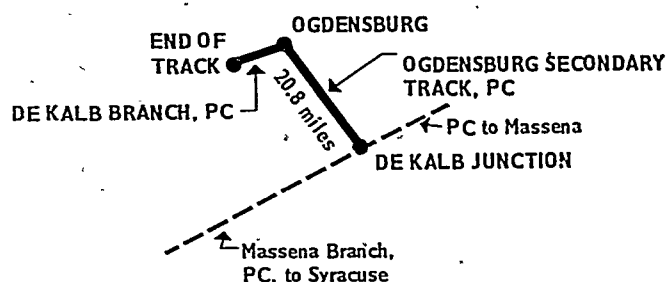 OGDENSBURG
END OF
TRACK
OGDENSBURG SECONDARY
TRACK, PC
DE KALB BRANCH, PC
20.8 miles
PC to Massena
DE KALB JUNCTION
Massena Branch,
PC, to Syracuse